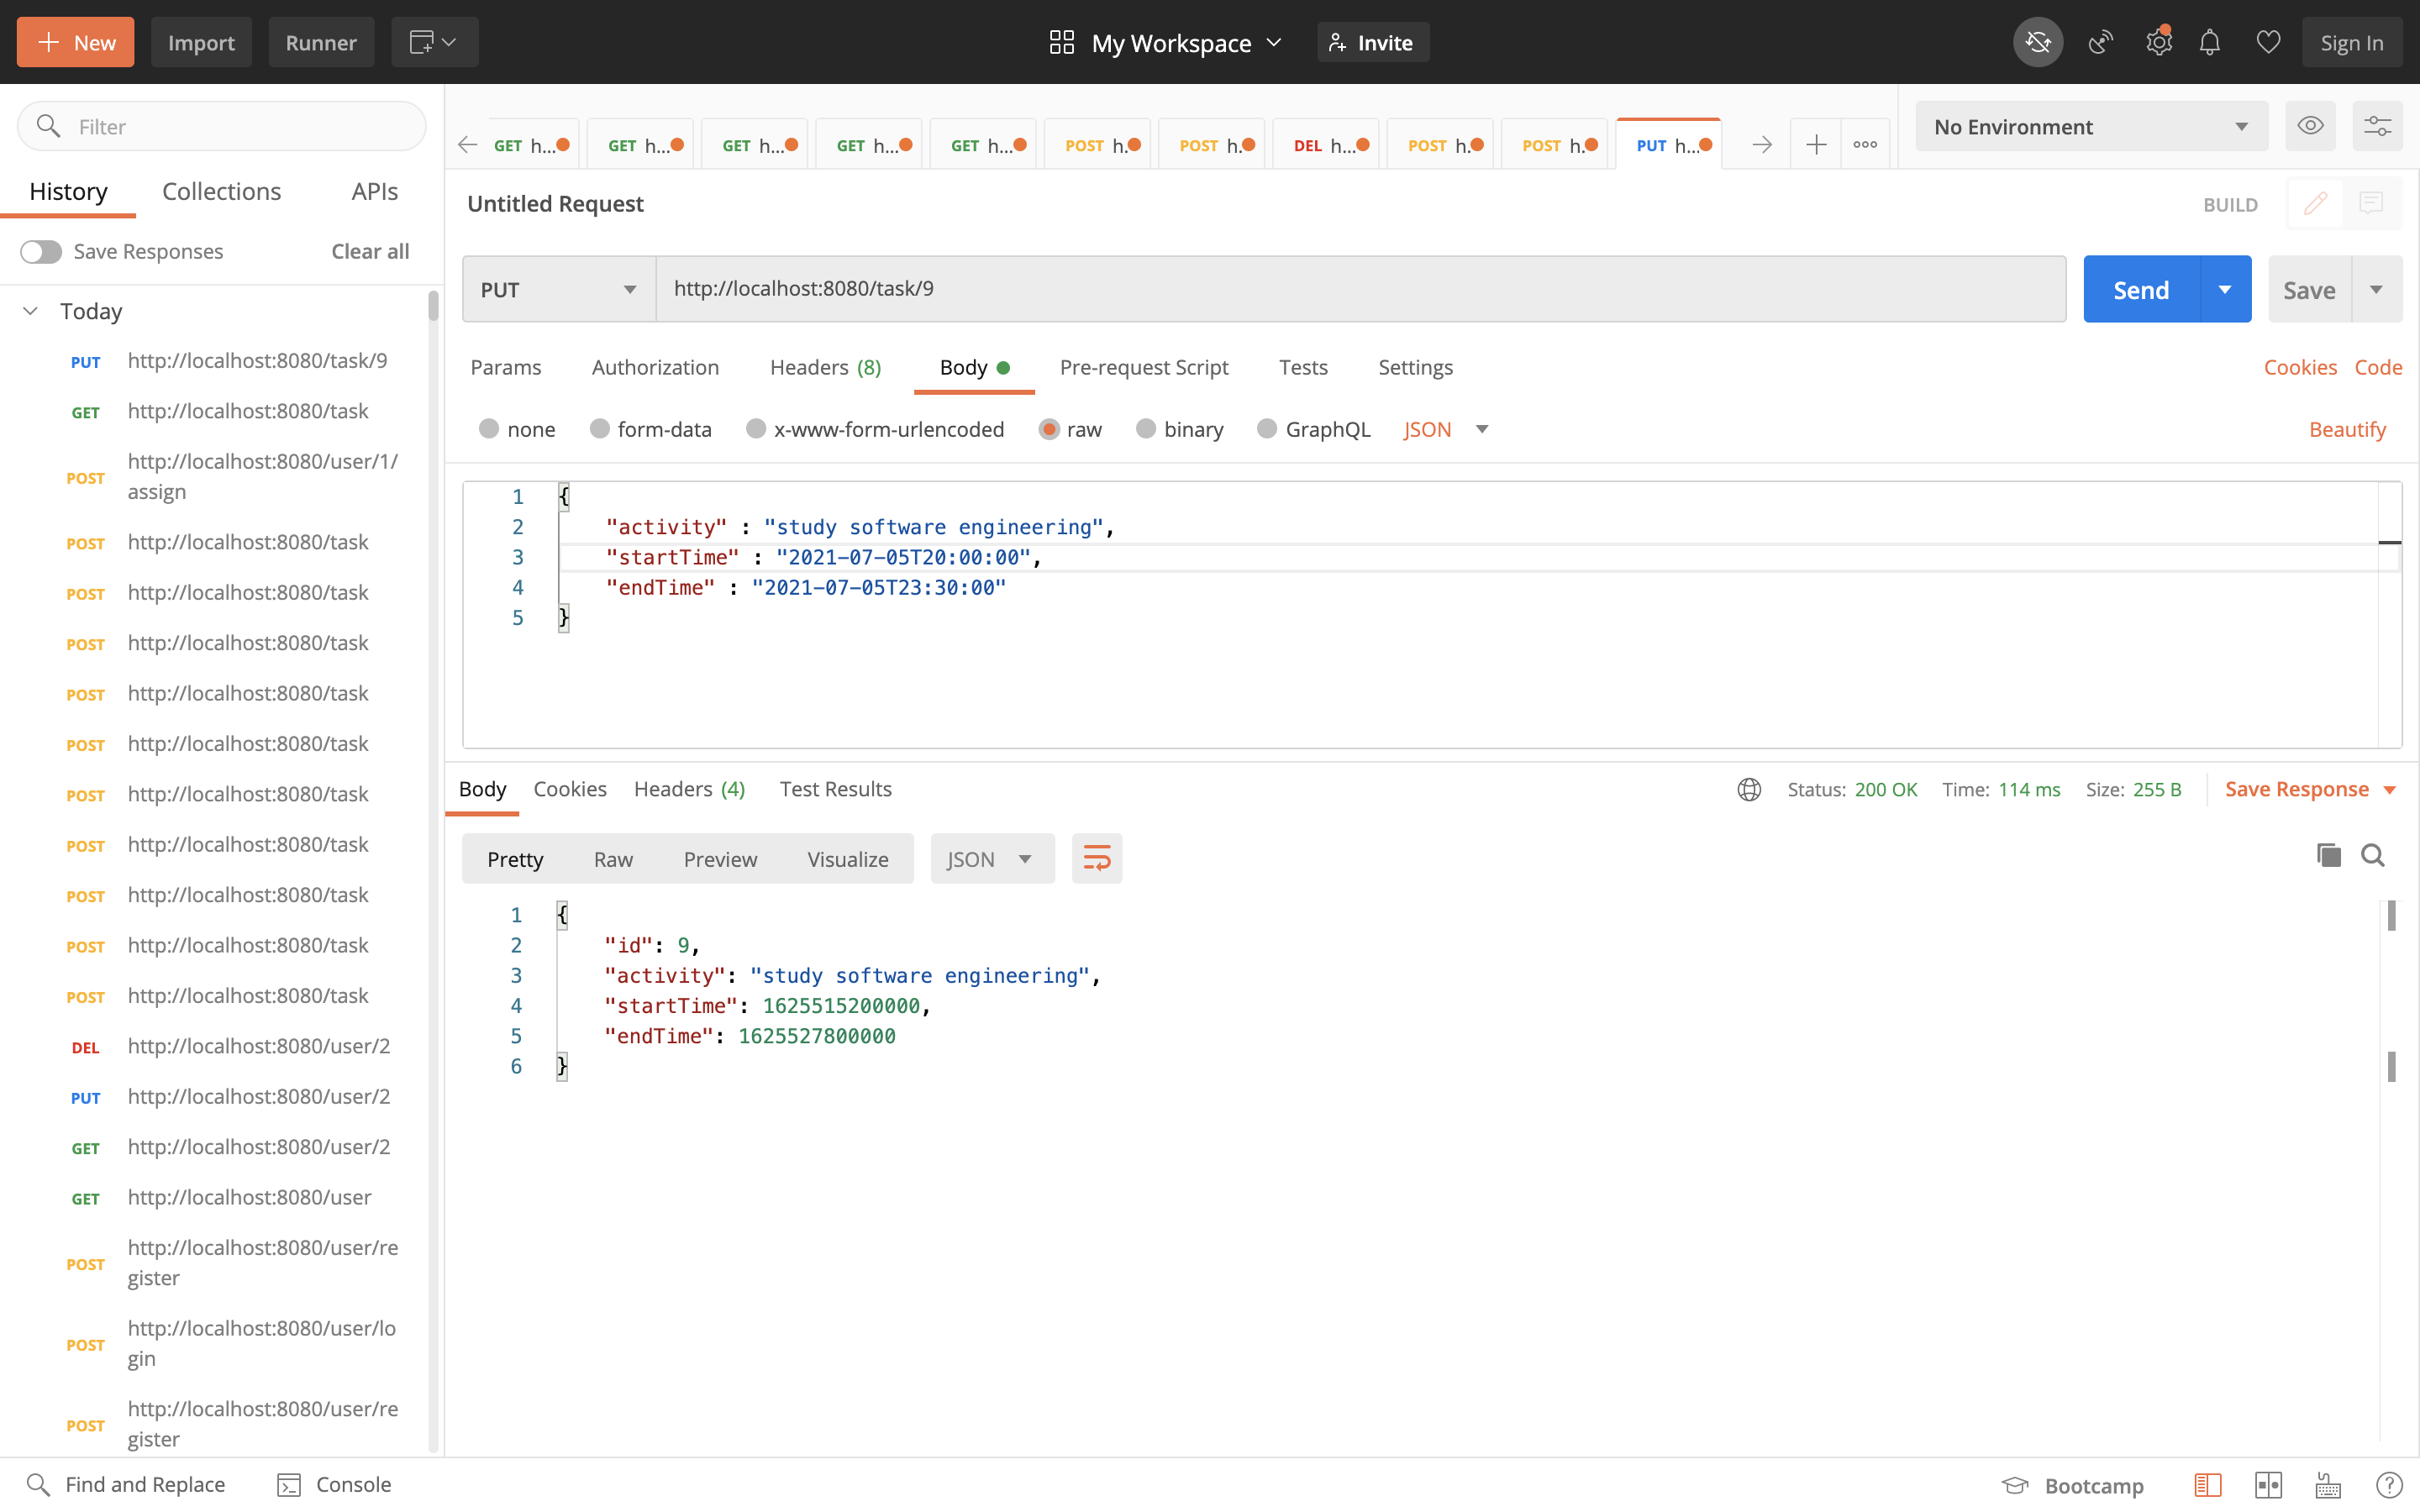 New
Import
Runner
My Workspace
Invite
Sign In
Filter
History
Collections
APIs
Save Responses
Clear all
Today
PUT http://localhost:8080/task/9
GET http://localhost:8080/task
POST http://localhost:8080/user/1/
assign
POST http://localhost:8080/task
POST http://localhost:8080/task
POST http://localhost:8080/task
POST http://localhost:8080/task
POST http://localhost:8080/task
POST http://localhost:8080/task
POST http://localhost:8080/task
POST http://localhost:8080/task
POST http://localhost:8080/task
POST http://localhost:8080/task
DEL http://localhost:8080/user/2
PUT http://localhost:8080/user/2
GET http://localhost:8080/user/2
GET http://localhost:8080/user
POST http://localhost:8080/user/re
gister
POST http://localhost:8080/user/lo
gin
POST http://localhost:8080/user/re
gister
GET h...
GET h...
GET h...
GET h...
GET h...
POST h.
POST h.
DEL h...
POST h.
POST h.
PUT h...
No Environment
Untitled Request
BUILD
PUT
http://localhost:8080/task/9
Send
Save
Params
Authorization
Headers (8)
Body
Pre-request Script
Tests
Settings
Cookies
Code
none
form-data
x-www-form-urlencoded
raw
binary
GraphQL
JSON
Beautify
1 {
2 "activity" : "study software engineering",
3 "startTime" : "2021-07-05T20:00:00",
4 "endTime" : "2021-07-05T23:30:00"
5 }
Body
Cookies
Headers (4)
Test Results
Status: 200 OK
Time: 114 ms
Size: 255 B
Save Response
Pretty
Raw
Preview
Visualize
JSON
1 {
2 "id": 9,
3 "activity": "study software engineering",
4 "startTime": 1625515200000,
5 "endTime": 1625527800000
6 }
Find and Replace
Console
Bootcamp